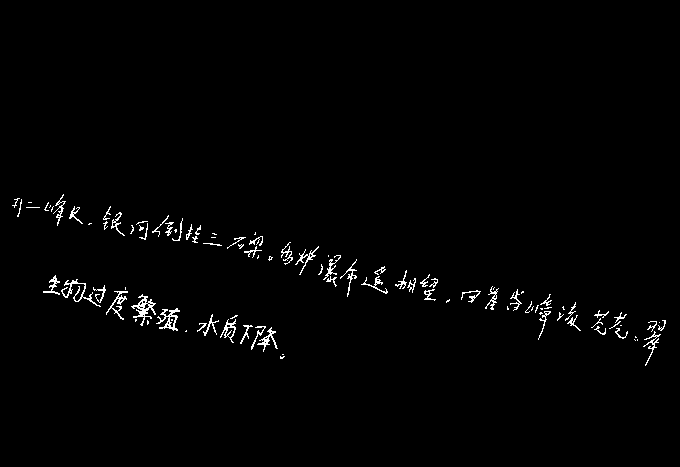 开二峰尺，银河倒挂三石梁。香炉瀑布遥相望，回崖沓嶂凌苍苍。翠
生物过度繁殖，水质下降。